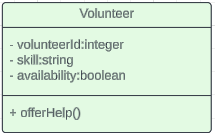 Volunteer
- volunteerId:integer
- skill:string
- availability:boolean
+ offerHelp()